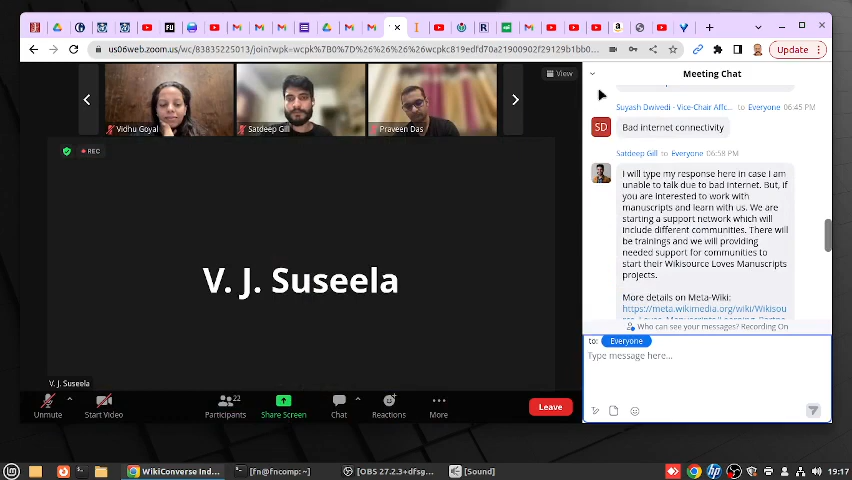 us06web.zoom.us/wc/83835225013/join?wpk=wcpk%0B%7D%26%26%26%26%26wcpkc819edfd70a21900902f29129b1bb0...
Update
View
REC
Vidhu Goyal
Satdeep Gill
Praveen Das
V. J. Suseela
V. J. Suseela
Unmute
Start Video
22
Participants
Share Screen
Chat
Reactions
More
Leave
Meeting Chat
Suyash Dwivedi - Vice-Chair Affc... to Everyone 06:45 PM
SD
Bad internet connectivity
Satdeep Gill to Everyone 06:58 PM
I will type my response here in case I am
unable to talk due to bad internet. But, if
you are interested to work with
manuscripts and learn with us. We are
starting a support network which will
include different communities. There will
be trainings and we will providing
needed support for communities to
start their Wikisource Loves Manuscripts
projects.
More details on Meta-Wiki:
https://meta.wikimedia.org/wiki/Wikisou
Who can see your messages? Recording On
to: Everyone
Type message here...
WikiConverse Ind...
[fn@fncomp: ~]
[OBS 27.2.3+dfsg...
[Sound]
19:17